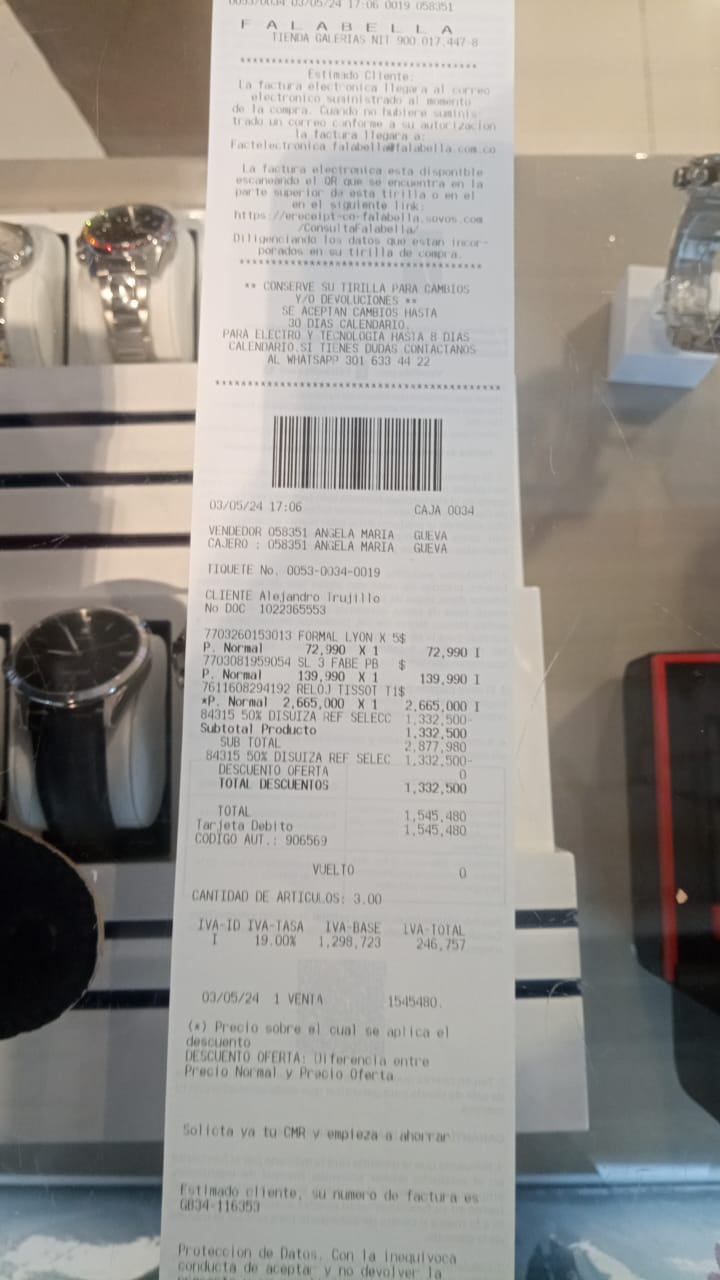 0053/0034 03/05/24 17:06 0019 058351
F A L A B E L L A
TIENDA GALERIAS NIT 900.017.447-8
****************************************
Estimado Cliente:
La factura electronica llegara al correo
electronico suministrado al momento
de la compra. Cuando no hubiere suminis-
trado un correo conforme a su autorizacion
la factura llegara a:
Factelectronica falabella@falabella.com.co
La factura electronica esta disponible
escaneando el QR que se encuentra en la
parte superior de esta tirilla o en el
en el siguiente link:
https://ereceipt-co-falabella.sovos.com
/ConsultaFalabella/
Diligenciando los datos que estan incor-
porados en su tirilla de compra.
****************************************
** CONSERVE SU TIRILLA PARA CAMBIOS
Y/O DEVOLUCIONES **
SE ACEPTAN CAMBIOS HASTA
30 DIAS CALENDARIO.
PARA ELECTRO Y TECNOLOGIA HASTA 8 DIAS
CALENDARIO.SI TIENES DUDAS CONTACTANOS
AL WHATSAPP 301 633 44 22
****************************************
03/05/24 17:06 CAJA 0034
VENDEDOR 058351 ANGELA MARIA GUEVA
CAJERO : 058351 ANGELA MARIA GUEVA
TIQUETE No. 0053-0034-0019
CLIENTE Alejandro Trujillo
No DOC 1022365553
7703260153013 FORMAL LYON X 5$
P. Normal 72,990 X 1 72,990 I
7703081959054 SL 3 FABE PB $
P. Normal 139,990 X 1 139,990 I
7611608294192 RELOJ TISSOT T1$
*P. Normal 2,665,000 X 1 2,665,000 I
84315 50% DISUIZA REF SELECC 1,332,500-
Subtotal Producto 1,332,500
SUB TOTAL 2,877,980
84315 50% DISUIZA REF SELEC 1,332,500-
DESCUENTO OFERTA 0
TOTAL DESCUENTOS 1,332,500
TOTAL 1,545,480
Tarjeta Debito 1,545,480
CODIGO AUT.: 906569
VUELTO 0
CANTIDAD DE ARTICULOS: 3.00
IVA-ID IVA-TASA IVA-BASE IVA-TOTAL
I 19.00% 1,298,723 246,757
03/05/24 1 VENTA 1545480.
(*) Precio sobre el cual se aplica el
descuento
DESCUENTO OFERTA: Diferencia entre
Precio Normal y Precio Oferta
Solicta ya tu CMR y empieza a ahorrar
Estimado cliente, su numero de factura es
GB34-116353
Proteccion de Datos. Con la inequivoca
conducta de aceptar y no devolver la